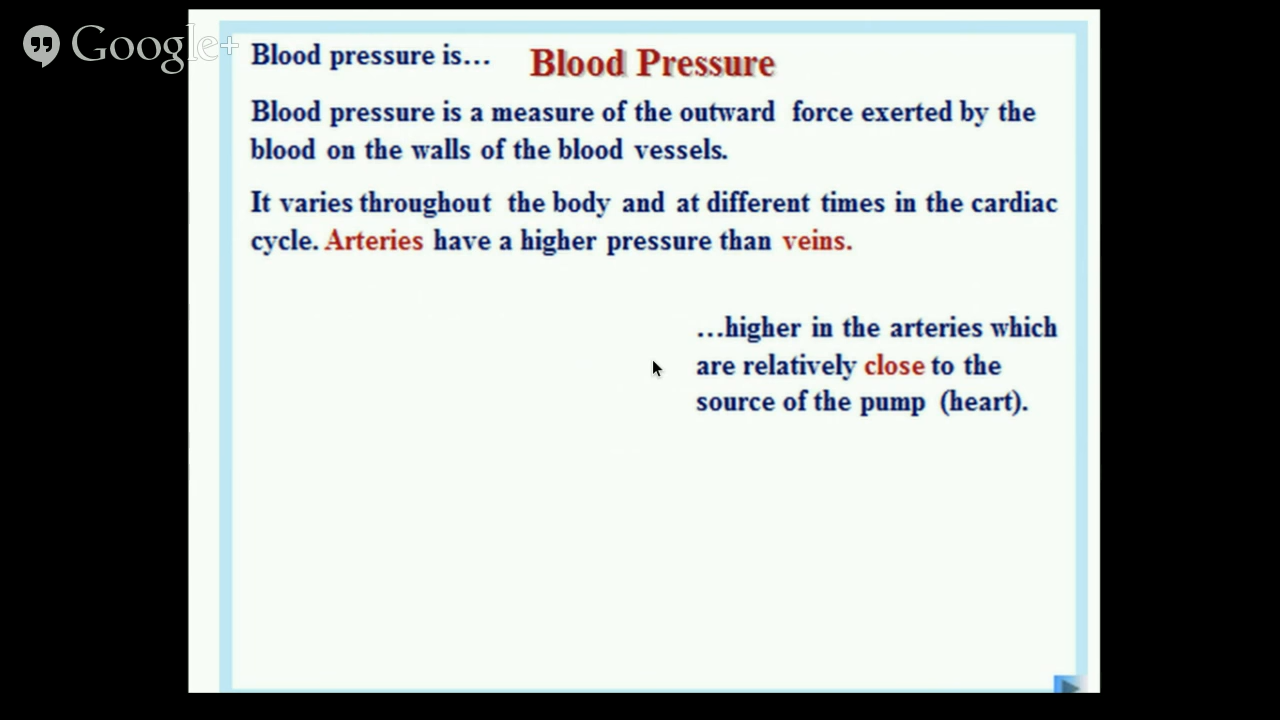 Google+
Blood pressure is...
Blood Pressure
Blood pressure is a measure of the outward force exerted by the
blood on the walls of the blood vessels.
It varies throughout the body and at different times in the cardiac
cycle. Arteries have a higher pressure than veins.
...higher in the arteries which
are relatively close to the
source of the pump (heart).